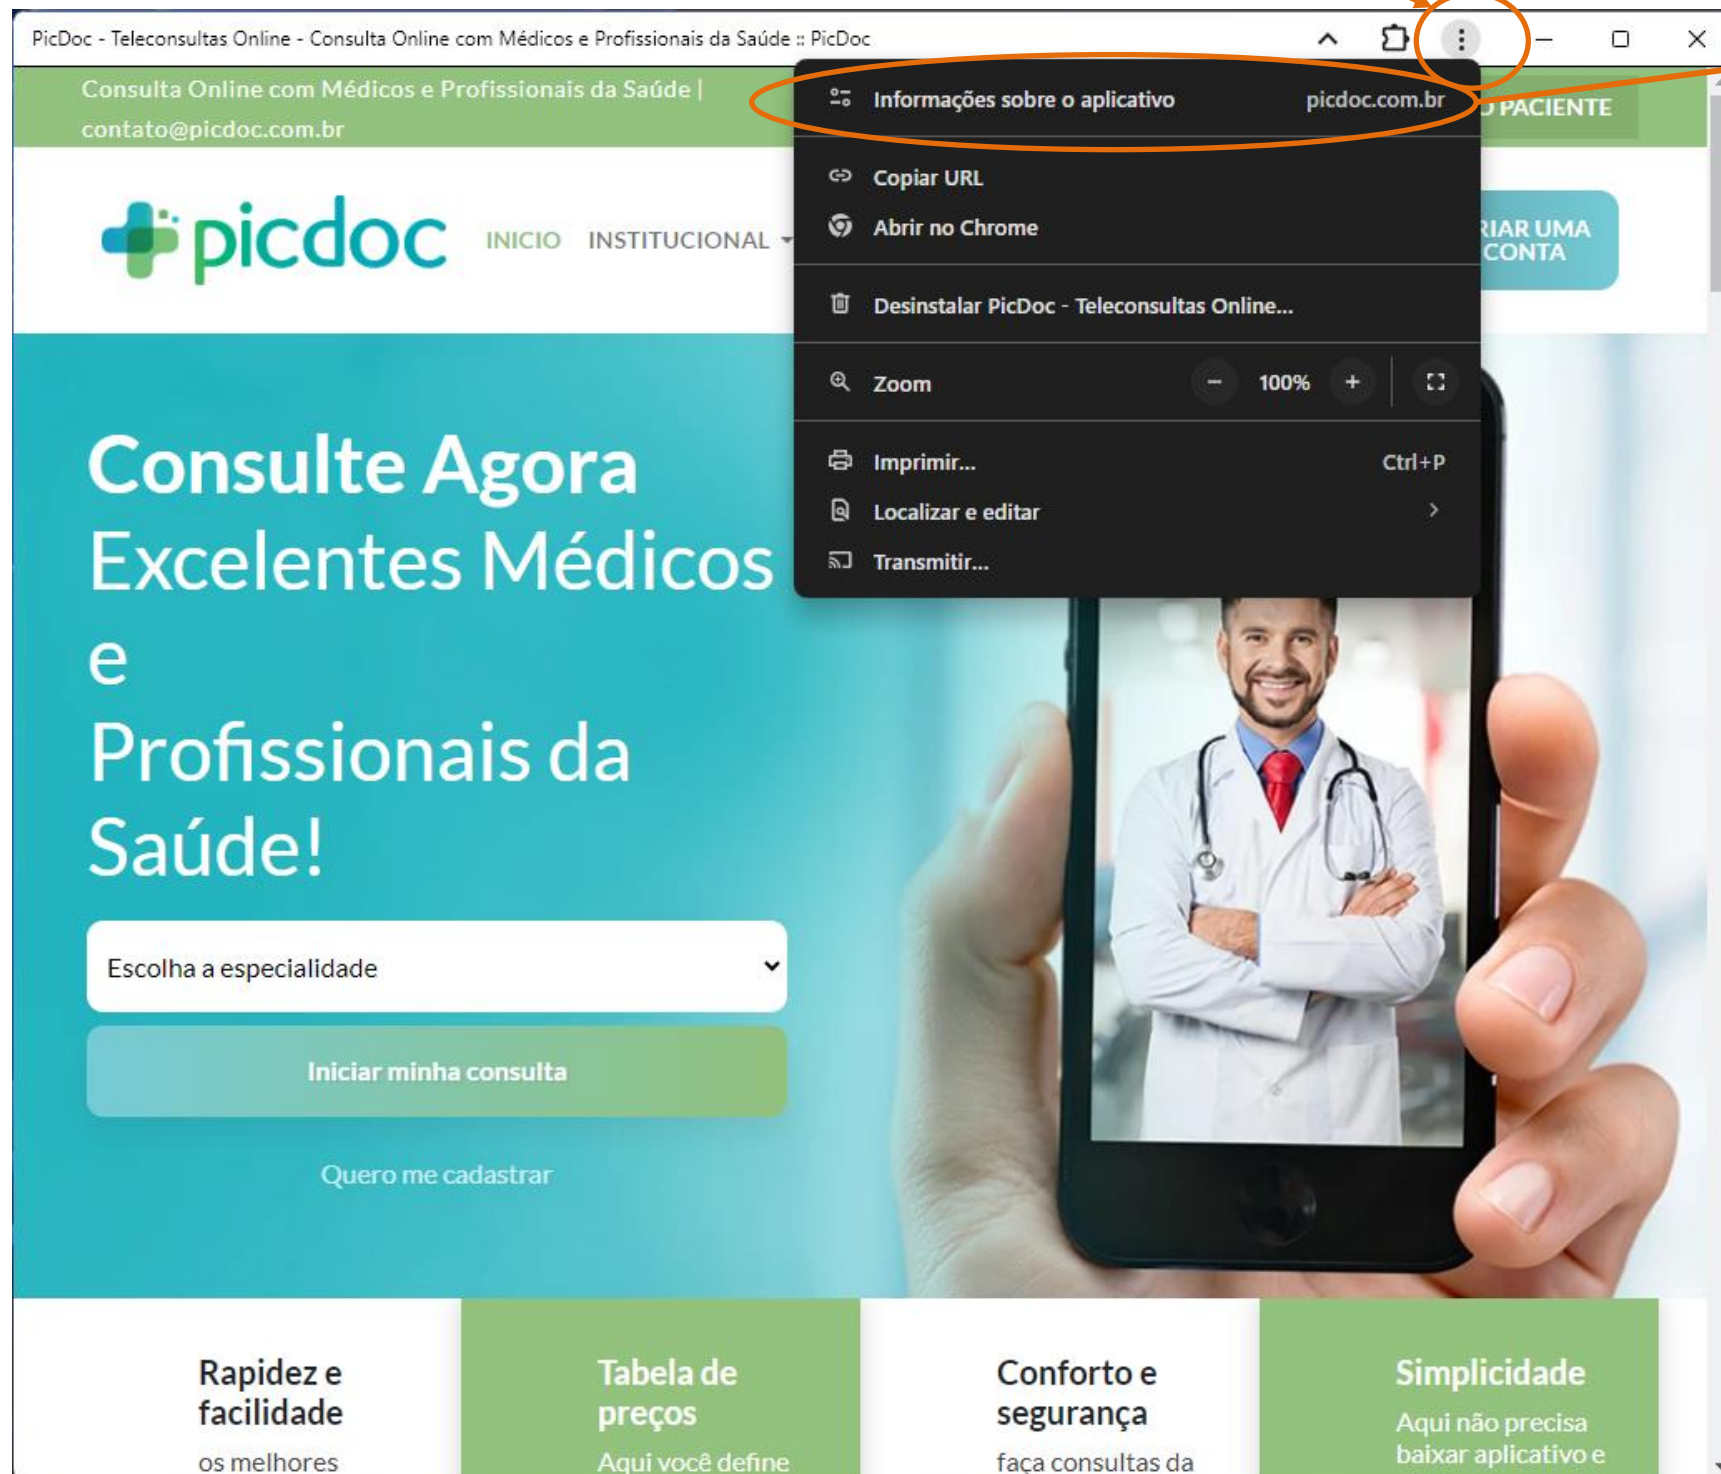 PicDoc - Teleconsultas Online - Consulta Online com Médicos e Profissionais da Saúde :: PicDoc
Consulta Online com Médicos e Profissionais da Saúde |
contato@picdoc.com.br
PACIENTE
picdoc
INICIO
INSTITUCIONAL
CONTA
Informações sobre o aplicativo picdoc.com.br
Copiar URL
Abrir no Chrome
Desinstalar PicDoc - Teleconsultas Online...
Zoom - 100% +
Imprimir... Ctrl+P
Localizar e editar
Transmitir...
Consulte Agora
Excelentes Médicos
e
Profissionais da
Saúde!
Escolha a especialidade
Iniciar minha consulta
Quero me cadastrar
Rapidez e
facilidade
os melhores
Tabela de
preços
Aqui você define
Conforto e
segurança
faça consultas da
Simplicidade
Aqui não precisa
baixar aplicativo e